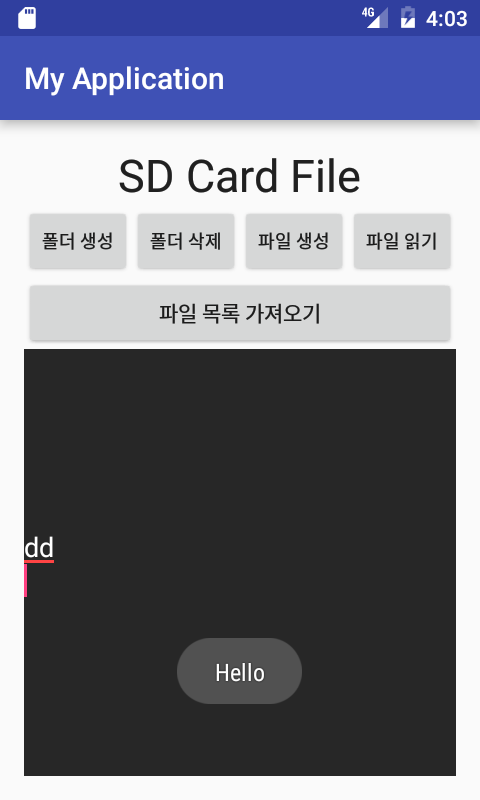 4G 4:03
My Application
SD Card File
폴더 생성 폴더 삭제 파일 생성 파일 읽기
파일 목록 가져오기
dd
Hello